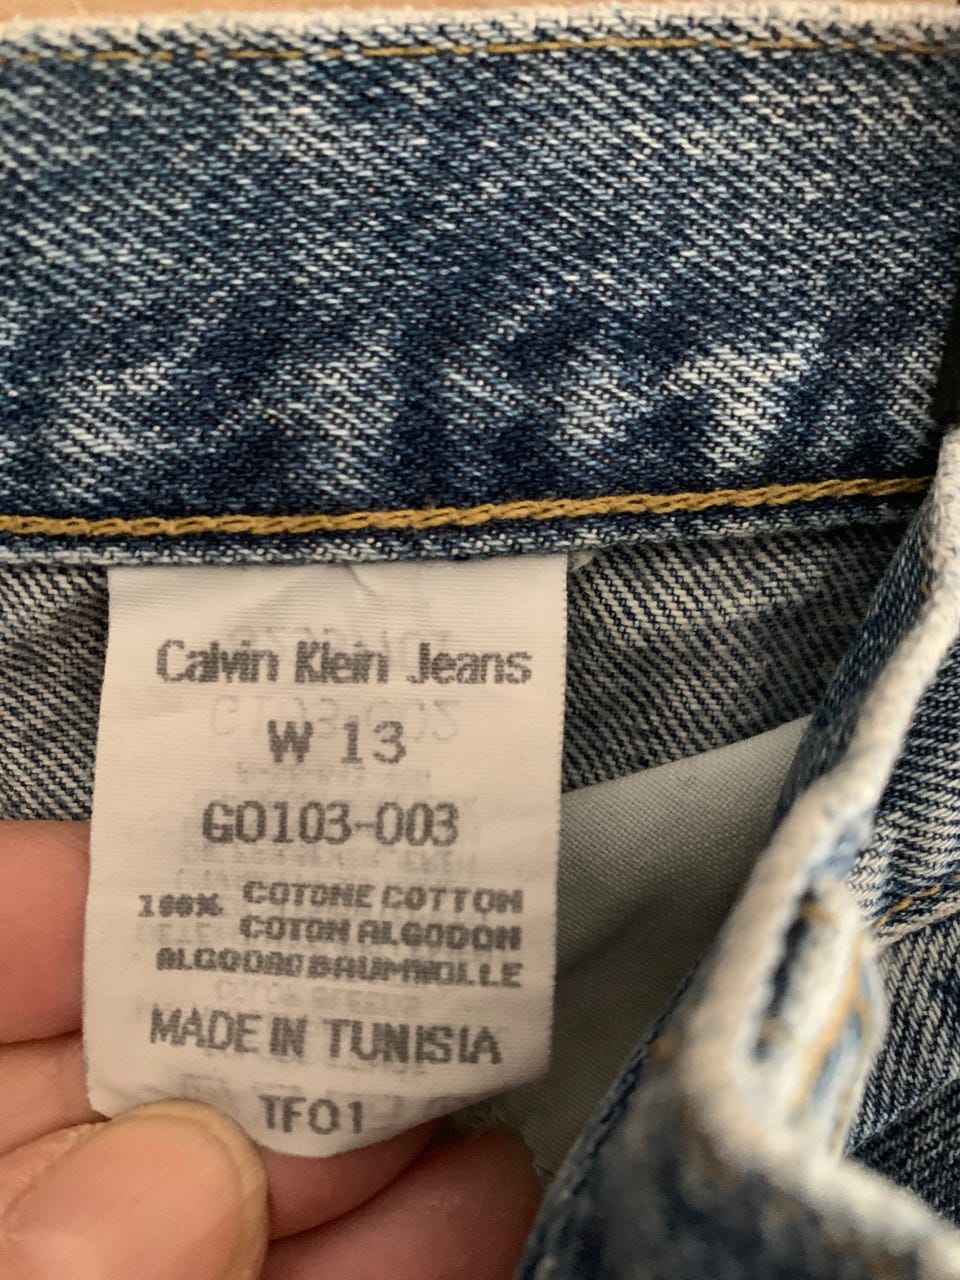 Calvin Klein Jeans
W 13
G0103-003
100% COTONE COTTON
COTON ALGODON
ALGODAO BAUMWOLLE
MADE IN TUNISIA
TF01